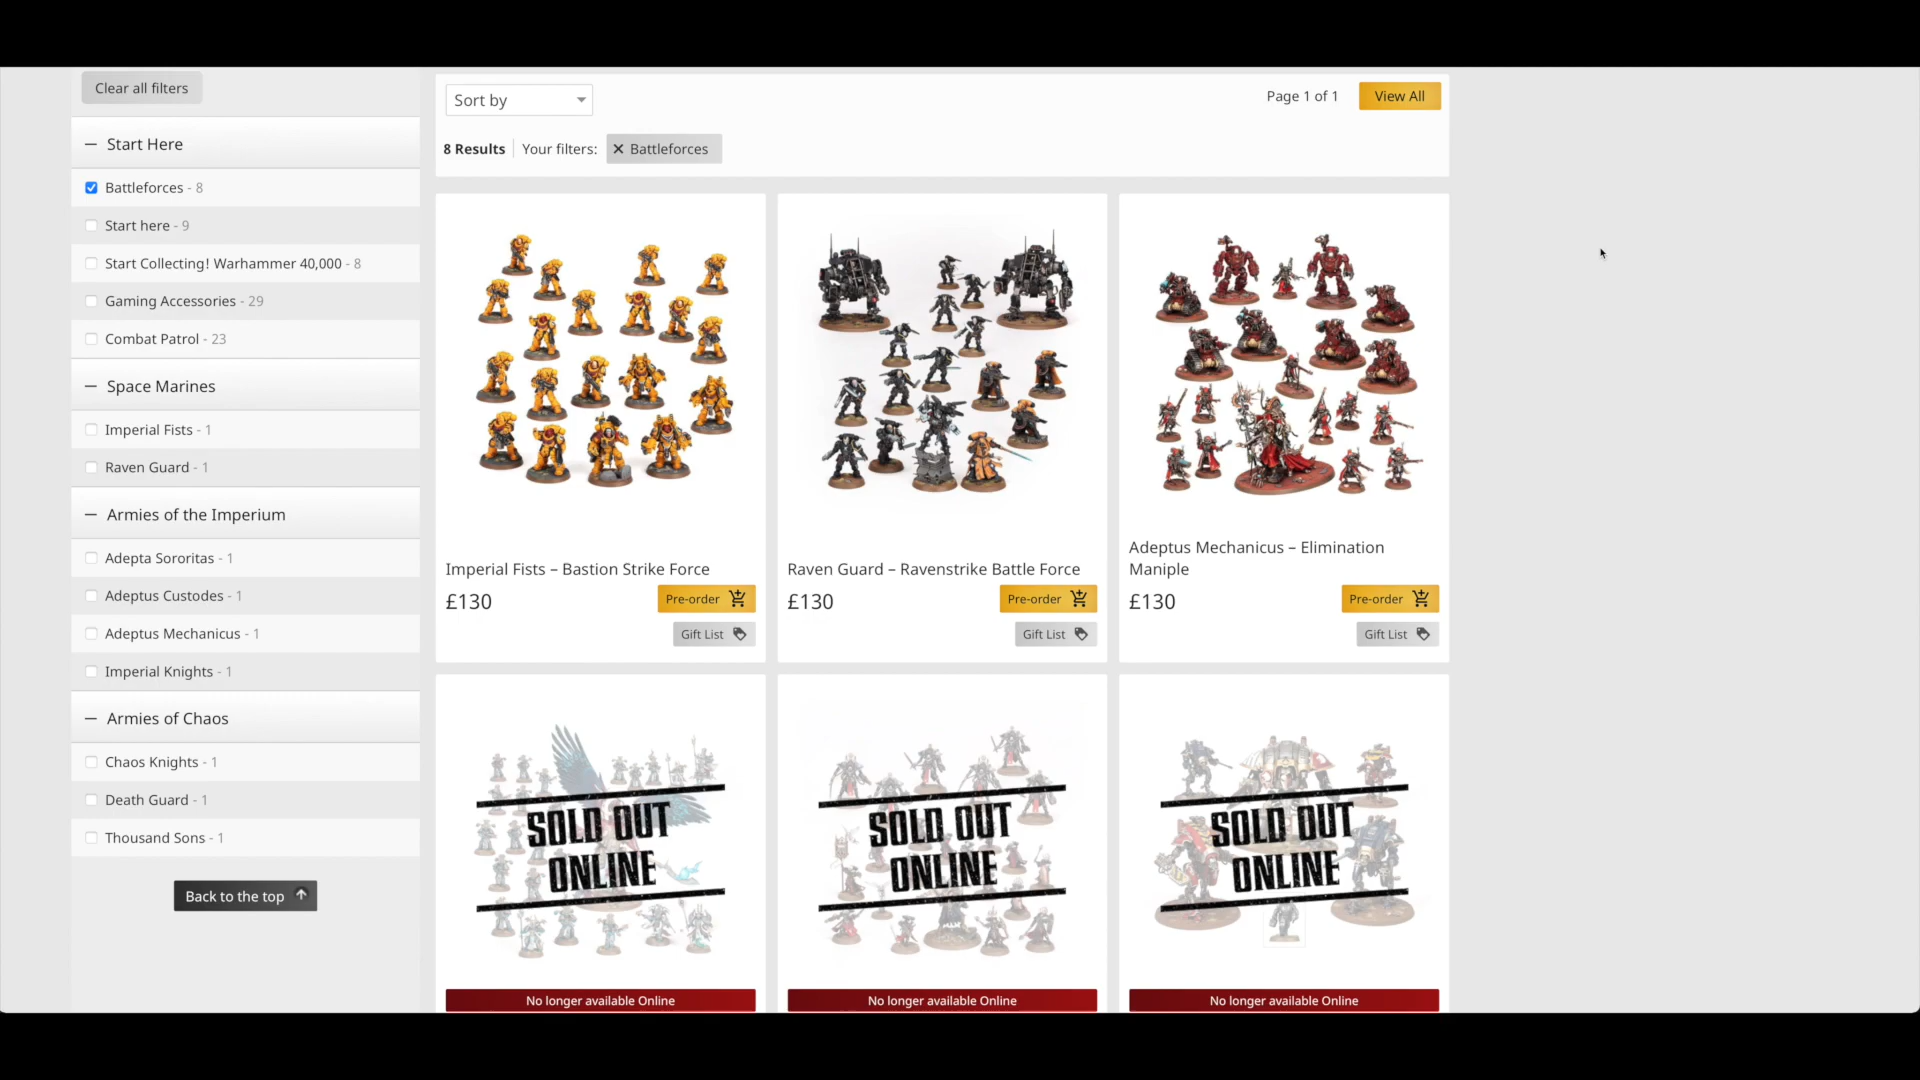 Clear all filters
Start Here
Battleforces - 8
Start here - 9
Start Collecting! Warhammer 40,000 - 8
Gaming Accessories - 29
Combat Patrol - 23
Space Marines
Imperial Fists - 1
Raven Guard - 1
Armies of the Imperium
Adepta Sororitas - 1
Adeptus Custodes - 1
Adeptus Mechanicus - 1
Imperial Knights - 1
Armies of Chaos
Chaos Knights - 1
Death Guard - 1
Thousand Sons - 1
Back to the top
Sort by
Page 1 of 1
View All
8 Results
Your filters:
Battleforces
Imperial Fists – Bastion Strike Force
£130
Pre-order
Gift List
Raven Guard – Ravenstrike Battle Force
£130
Pre-order
Gift List
Adeptus Mechanicus – Elimination
Maniple
£130
Pre-order
Gift List
SOLD OUT
ONLINE
No longer available Online
SOLD OUT
ONLINE
No longer available Online
SOLD OUT
ONLINE
No longer available Online